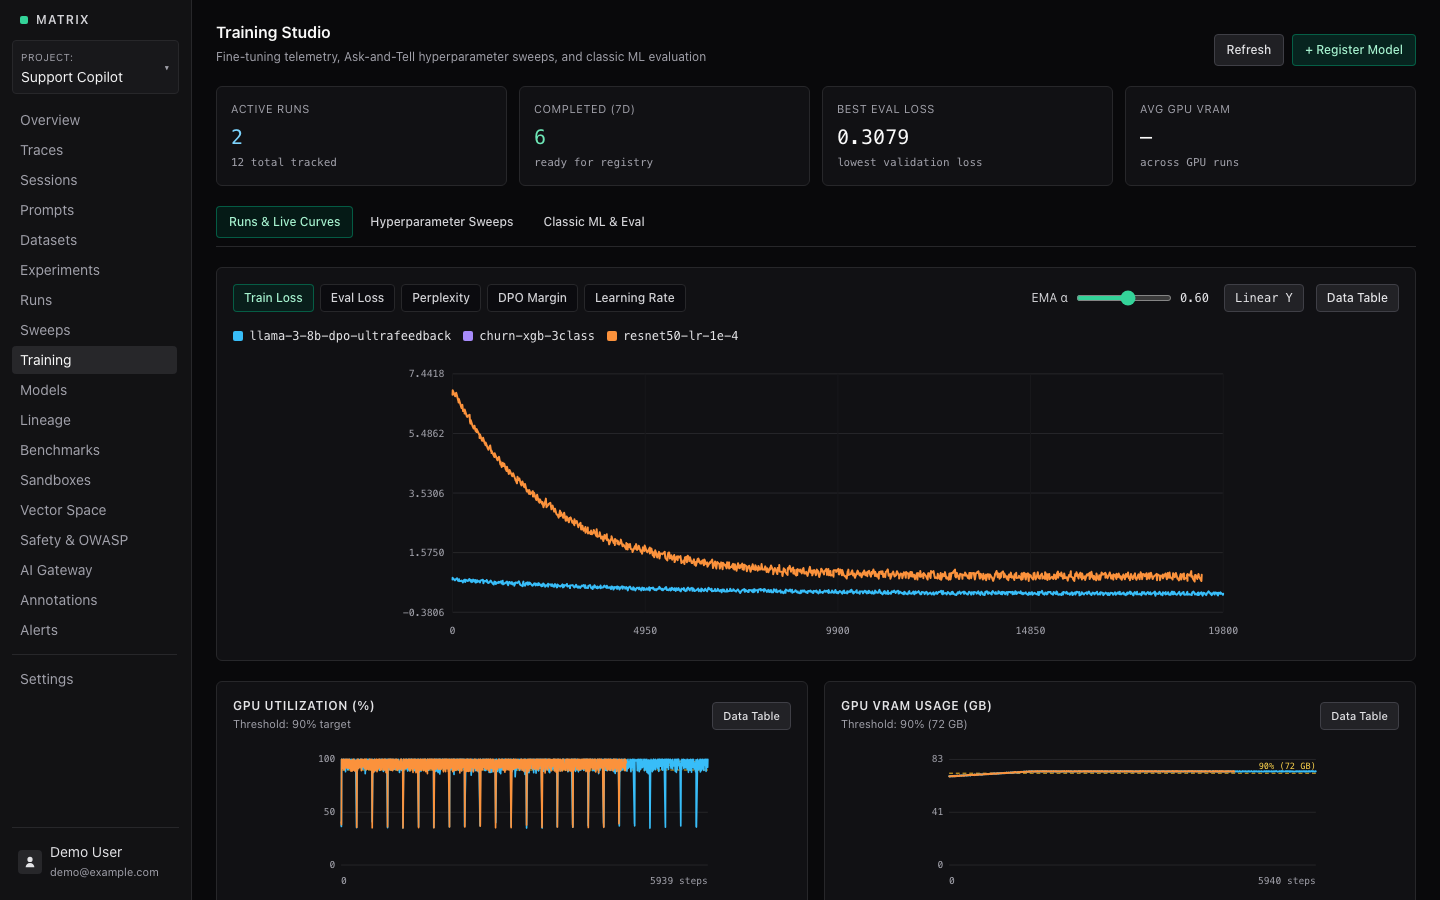 MATRIX
PROJECT:
Support Copilot
Overview
Traces
Sessions
Prompts
Datasets
Experiments
Runs
Sweeps
Training
Models
Lineage
Benchmarks
Sandboxes
Vector Space
Safety & OWASP
AI Gateway
Annotations
Alerts
Settings
Demo User
demo@example.com
Training Studio
Fine-tuning telemetry, Ask-and-Tell hyperparameter sweeps, and classic ML evaluation
Refresh
+ Register Model
ACTIVE RUNS
2
12 total tracked
COMPLETED (7D)
6
ready for registry
BEST EVAL LOSS
0.3079
lowest validation loss
AVG GPU VRAM
—
across GPU runs
Runs & Live Curves
Hyperparameter Sweeps
Classic ML & Eval
Train Loss
Eval Loss
Perplexity
DPO Margin
Learning Rate
EMA α
0.60
Linear Y
Data Table
llama-3-8b-dpo-ultrafeedback
churn-xgb-3class
resnet50-lr-1e-4
7.4418
5.4862
3.5306
1.5750
-0.3806
0
4950
9900
14850
19800
GPU UTILIZATION (%)
Threshold: 90% target
Data Table
100
50
0
0
5939 steps
GPU VRAM USAGE (GB)
Threshold: 90% (72 GB)
Data Table
83
90% (72 GB)
41
0
0
5940 steps